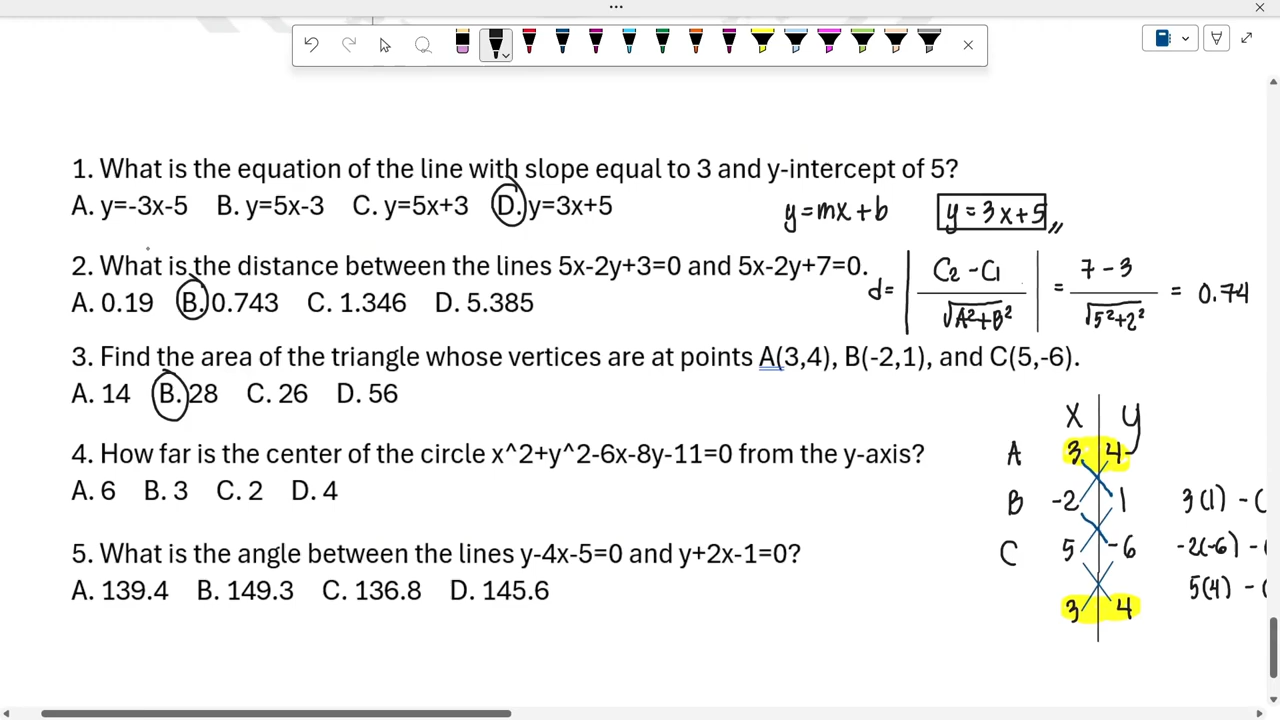 1. What is the equation of the line with slope equal to 3 and y-intercept of 5?
A. y=-3x-5 B. y=5x-3 C. y=5x+3 D. y=3x+5
y=mx+b y=3x+5
2. What is the distance between the lines 5x-2y+3=0 and 5x-2y+7=0.
A. 0.19 B. 0.743 C. 1.346 D. 5.385
d= | C2-C1 / √A²+B² | = 7-3 / √5²+2² = 0.74
3. Find the area of the triangle whose vertices are at points A(3,4), B(-2,1), and C(5,-6).
A. 14 B. 28 C. 26 D. 56
x y
A 3 4
B -2 1 3(1) - (
C 5 -6 -2(-6) - (
3 4 5(4) - (
4. How far is the center of the circle x^2+y^2-6x-8y-11=0 from the y-axis?
A. 6 B. 3 C. 2 D. 4
5. What is the angle between the lines y-4x-5=0 and y+2x-1=0?
A. 139.4 B. 149.3 C. 136.8 D. 145.6